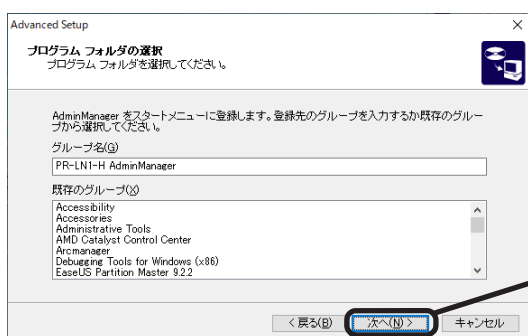 Advanced Setup
プログラム フォルダの選択
プログラム フォルダを選択してください。
AdminManager をスタートメニューに登録します。登録先のグループを入力するか既存のグルー
プから選択してください。
グループ名(G)
PR-LN1-H AdminManager
既存のグループ(X)
Accessibility
Accessories
Administrative Tools
AMD Catalyst Control Center
Arcmanager
Debugging Tools for Windows (x86)
EaseUS Partition Master 9.2.2
< 戻る(B)
次へ(N) >
キャンセル